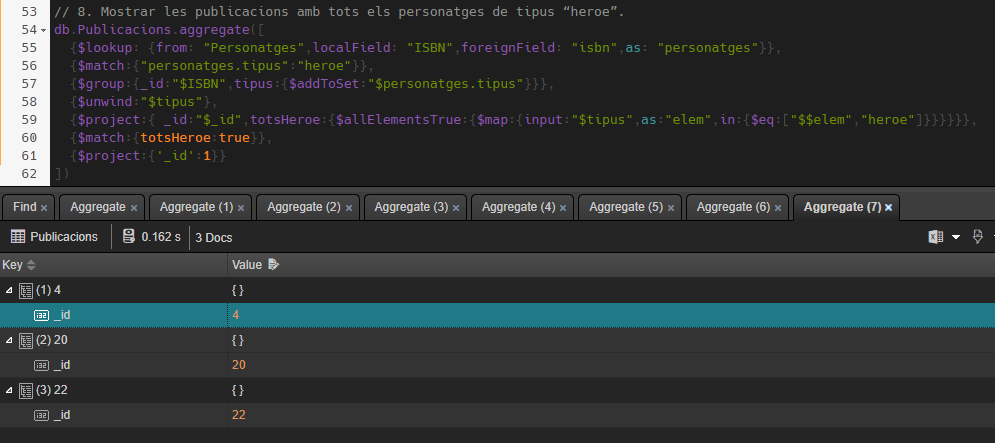 53 // 8. Mostrar les publicacions amb tots els personatges de tipus “heroe”.
54 db.Publicacions.aggregate([
55 {$lookup: {from: "Personatges",localField: "ISBN",foreignField: "isbn",as: "personatges"}},
56 {$match:{"personatges.tipus":"heroe"}},
57 {$group:{_id:"$ISBN",tipus:{$addToSet:"$personatges.tipus"}}},
58 {$unwind:"$tipus"},
59 {$project:{ _id:"$_id",totsHeroe:{$allElementsTrue:{$map:{input:"$tipus",as:"elem",in:{$eq:["$$elem","heroe"]}}}}}},
60 {$match:{totsHeroe:true}},
61 {$project:{'_id':1}}
62 ])
Find × Aggregate × Aggregate (1) × Aggregate (2) × Aggregate (3) × Aggregate (4) × Aggregate (5) × Aggregate (6) × Aggregate (7) ×
Publicacions 0.162 s 3 Docs
Key Value
(1) 4 { }
_id 4
(2) 20 { }
_id 20
(3) 22 { }
_id 22